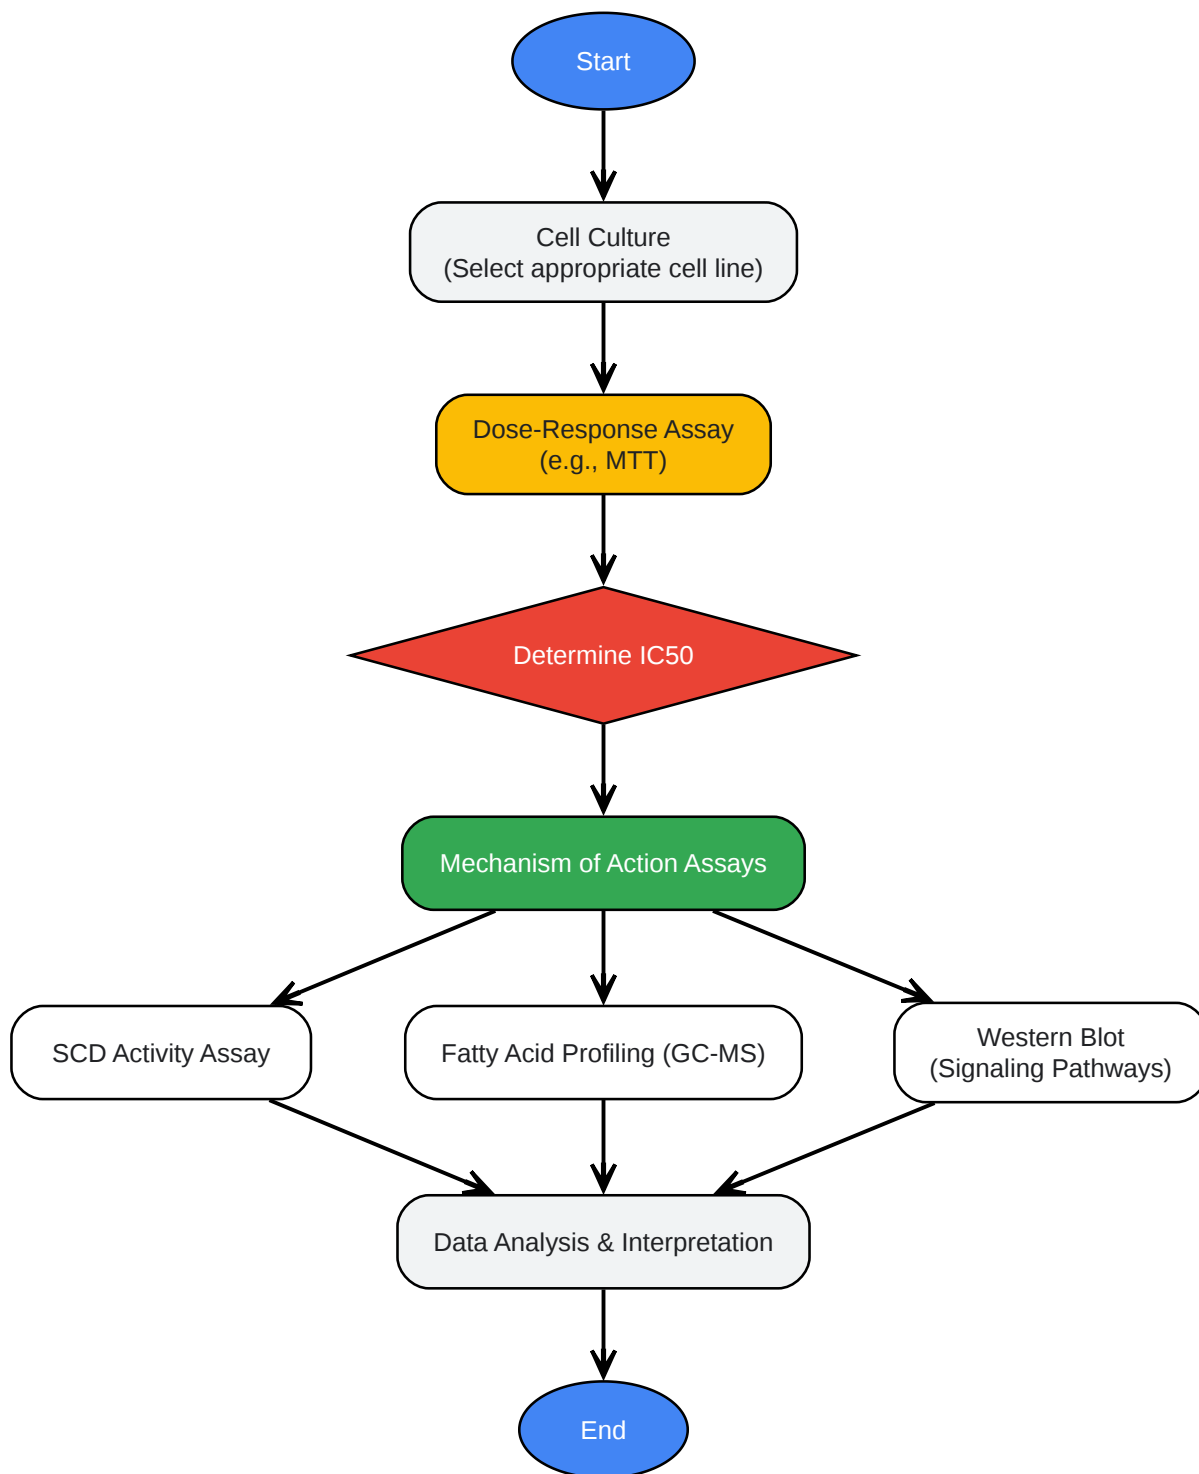 Start
Cell Culture
(Select appropriate cell line)
Dose-Response Assay
(e.g., MTT)
Determine IC50
Mechanism of Action Assays
SCD Activity Assay
Fatty Acid Profiling (GC-MS)
Western Blot
(Signaling Pathways)
Data Analysis & Interpretation
End